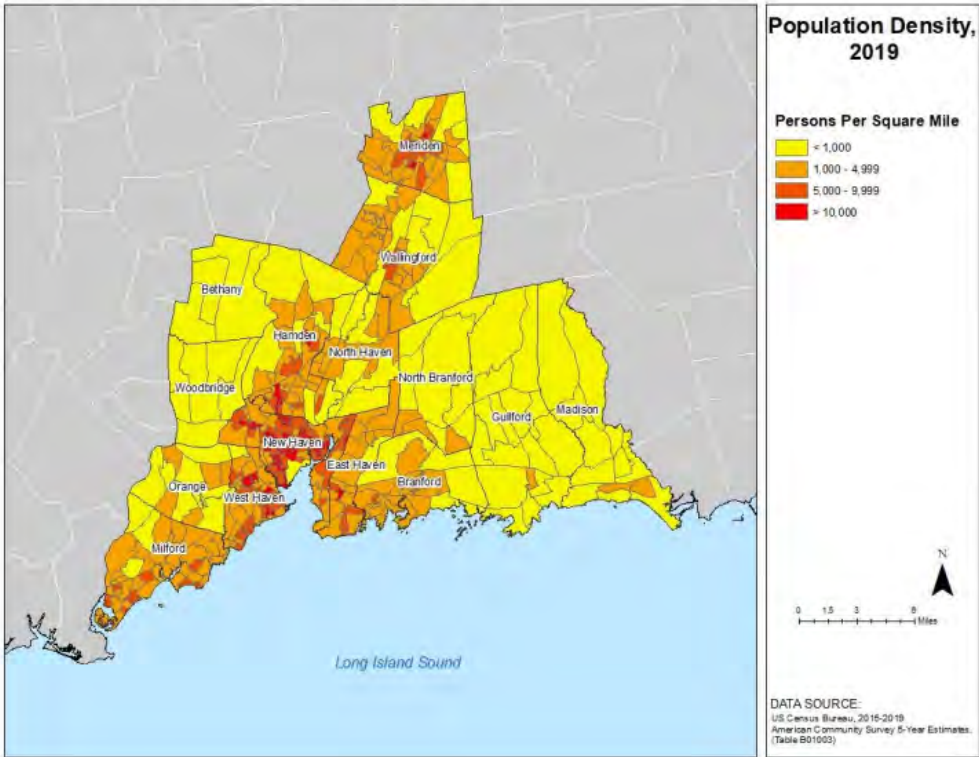 Population Density,
2019
Persons Per Square Mile
< 1,000
1,000 - 4,999
5,000 - 9,999
> 10,000
Meriden
Wallingford
Bethany
Hamden
North Haven
Woodbridge
North Branford
Guilford
Madison
New Haven
East Haven
Orange
West Haven
Branford
Milford
Long Island Sound
N
0 1.5 3 6
Miles
DATA SOURCE:
US Census Bureau, 2015-2019
American Community Survey 5-Year Estimates.
(Table B01003)